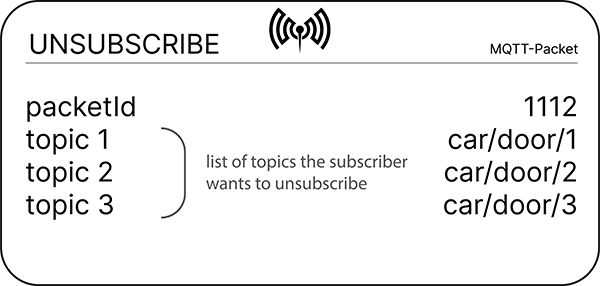 UNSUBSCRIBE MQTT-Packet
packetId 1112
topic 1 car/door/1
list of topics the subscriber
topic 2 car/door/2
wants to unsubscribe
topic 3 car/door/3